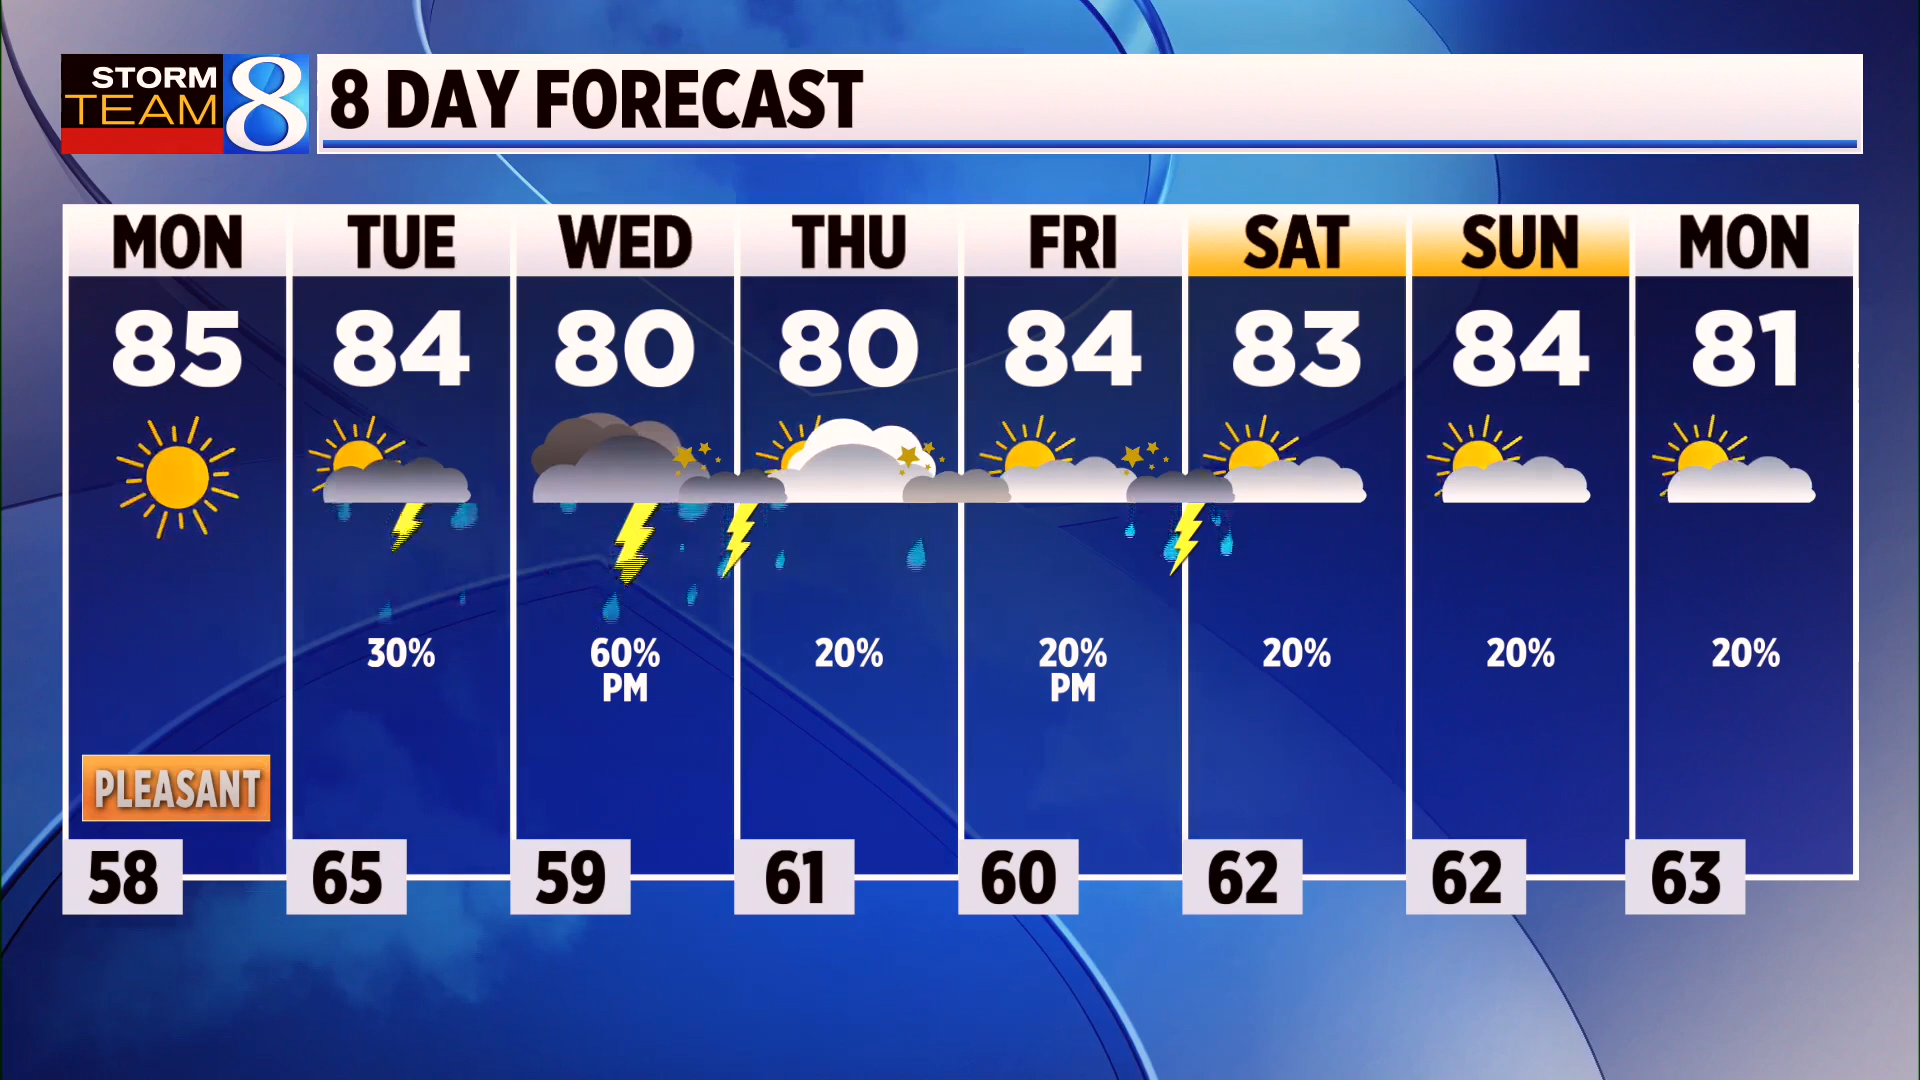 STORM
TEAM 8
8 DAY FORECAST
MON TUE WED THU FRI SAT SUN MON
85 84 80 80 84 83 84 81
30% 60% 20% 20% 20% 20% 20%
PM PM
PLEASANT
58 65 59 61 60 62 62 63